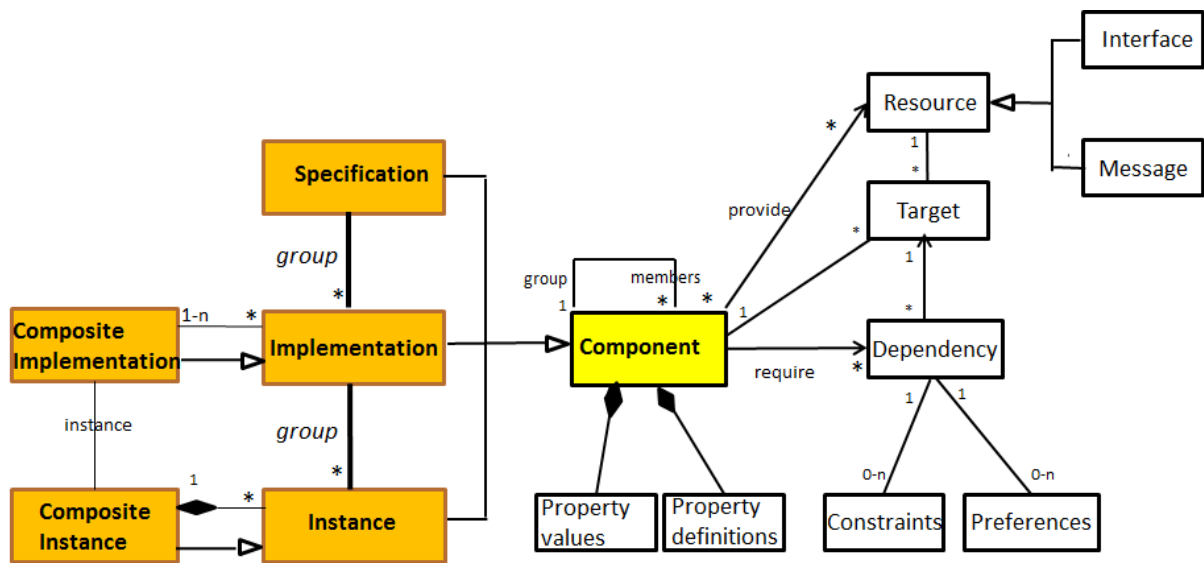 Interface
Resource
*
1
Message
Specification
*
provide
Target
*
group
group
members
1
*
1
*
*
*
1
*
1-n
*
Composite
Implementation
Implementation
Component
Dependency
require
*
instance
group
1
1
*
1
*
0-n
0-n
Composite
Instance
Instance
Property
values
Property
definitions
Constraints
Preferences